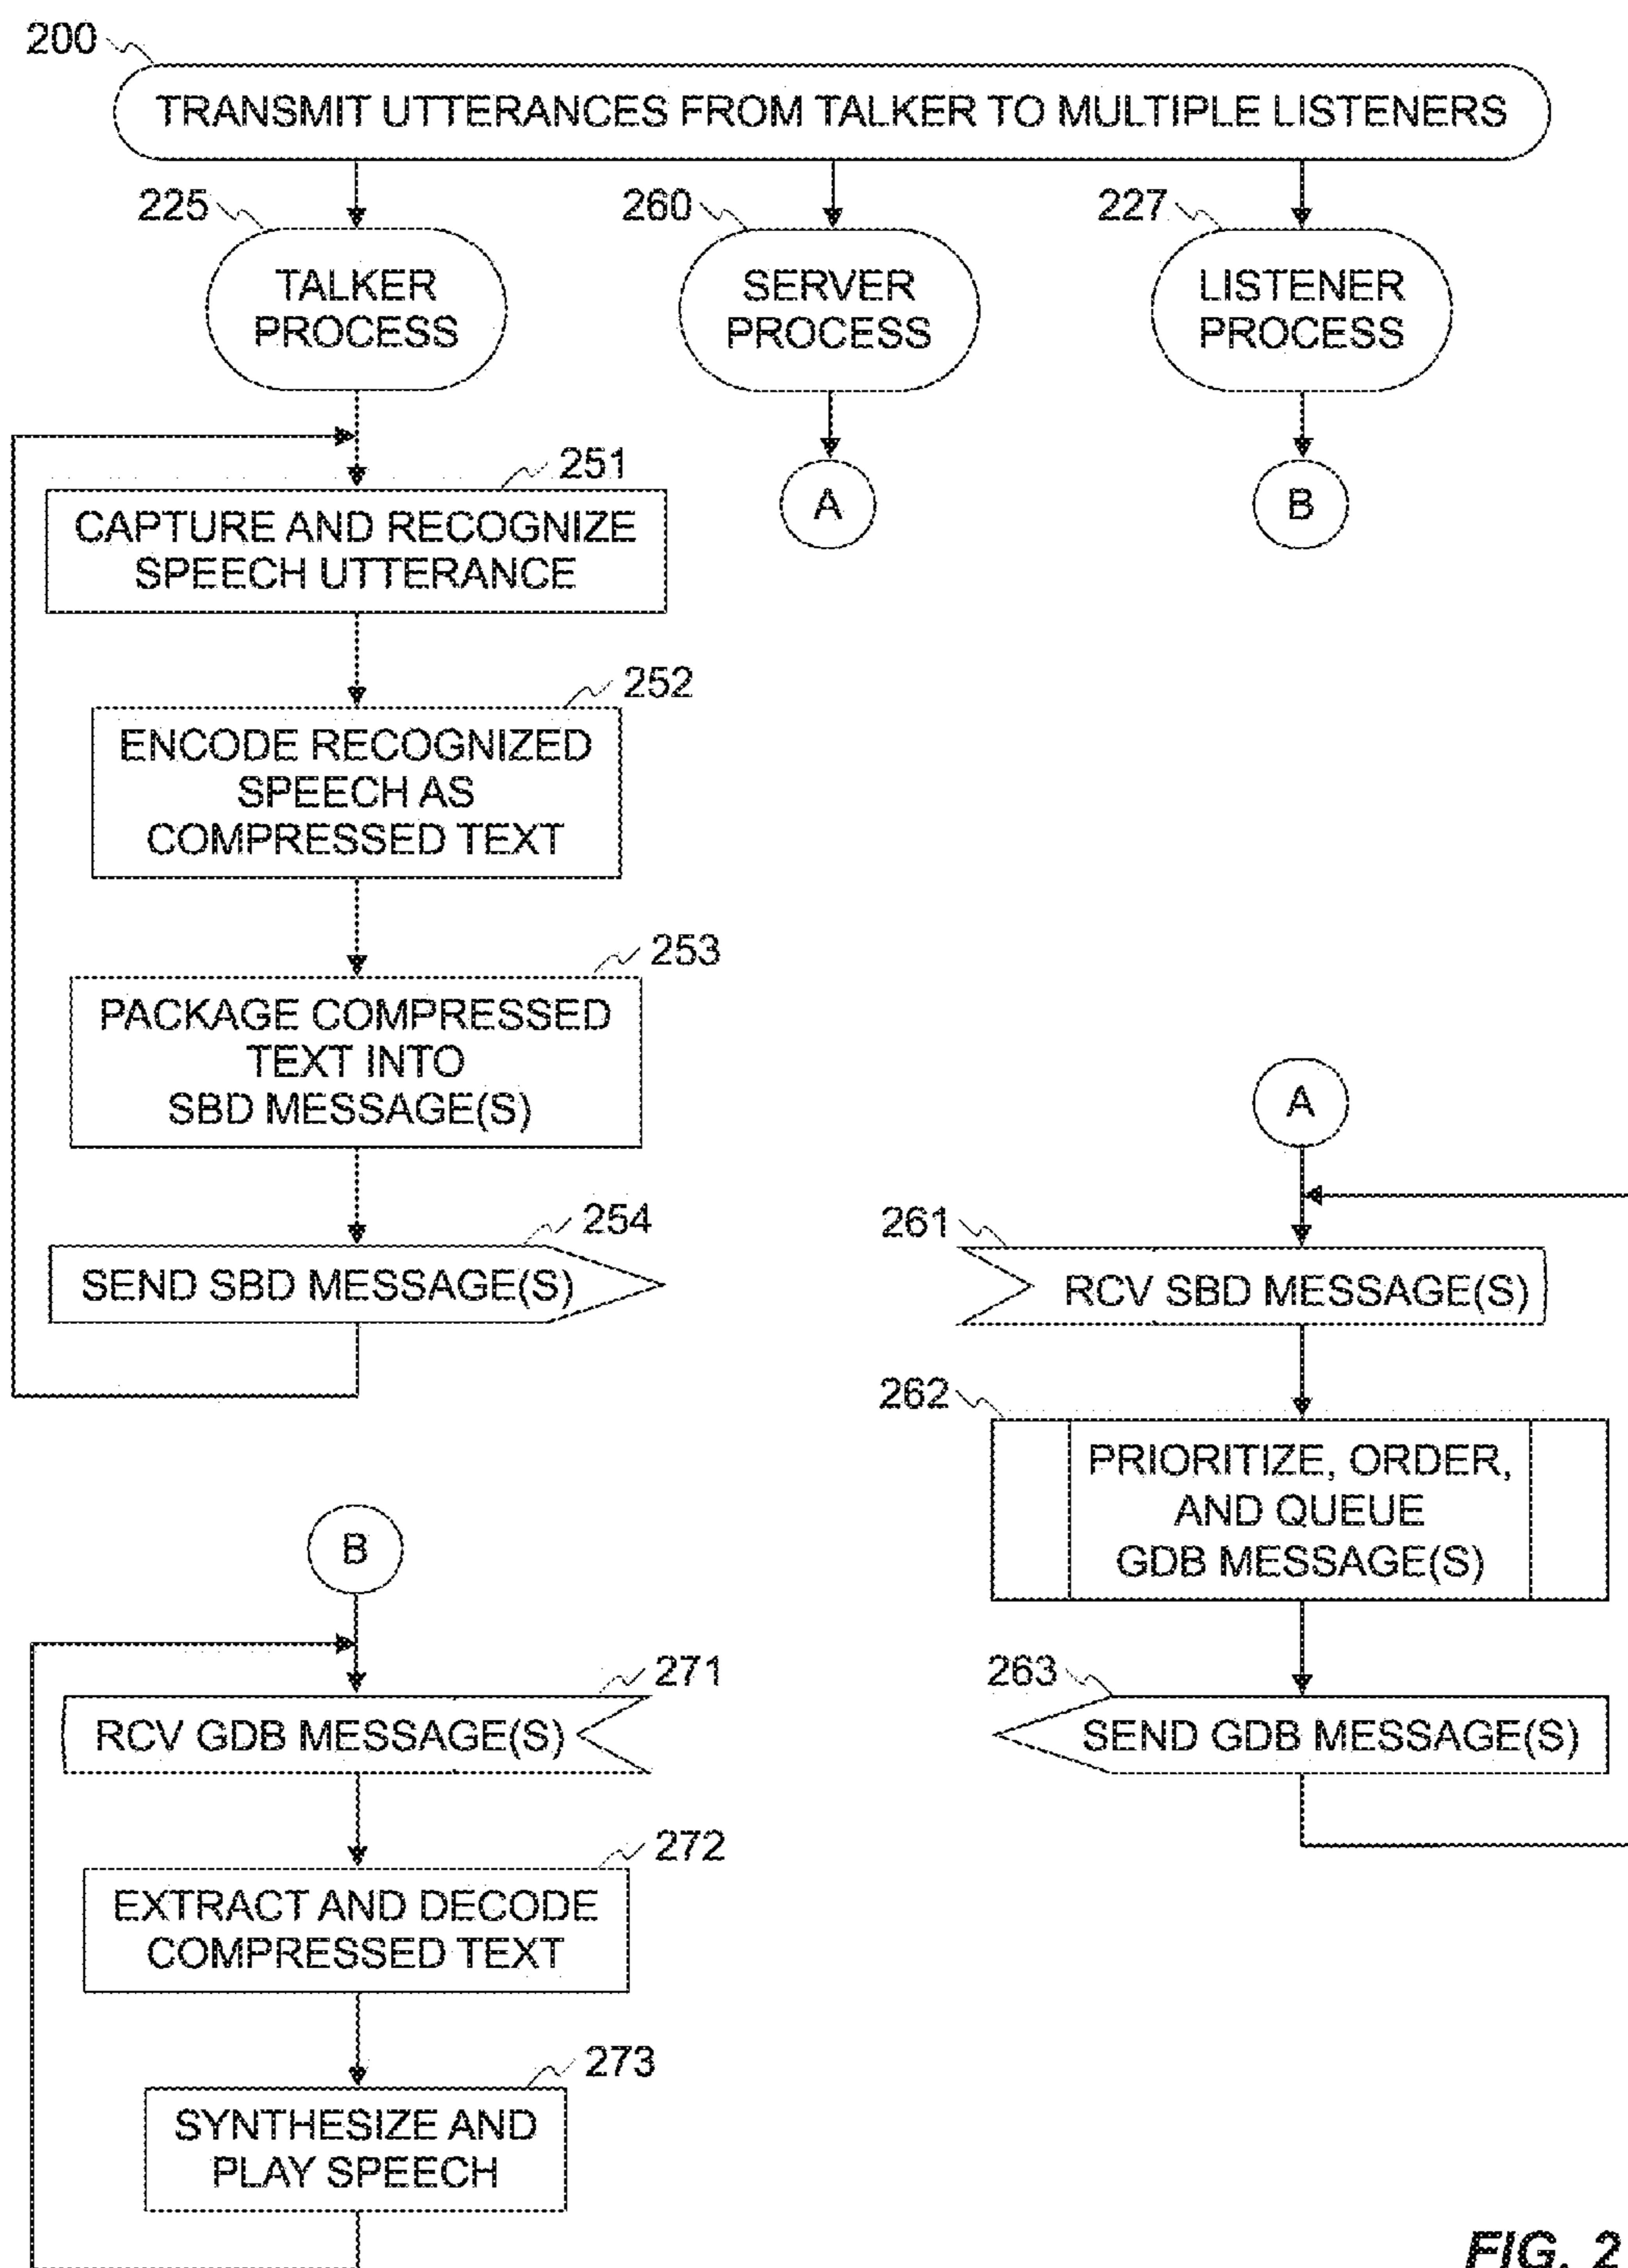 200
TRANSMIT UTTERANCES FROM TALKER TO MULTIPLE LISTENERS
225
260
227
TALKER
PROCESS
SERVER
PROCESS
LISTENER
PROCESS
251
A
B
CAPTURE AND RECOGNIZE
SPEECH UTTERANCE
252
ENCODE RECOGNIZED
SPEECH AS
COMPRESSED TEXT
253
PACKAGE COMPRESSED
TEXT INTO
SBD MESSAGE(S)
254
SEND SBD MESSAGE(S)
A
261
RCV SBD MESSAGE(S)
262
PRIORITIZE, ORDER,
AND QUEUE
GDB MESSAGE(S)
263
SEND GDB MESSAGE(S)
B
271
RCV GDB MESSAGE(S)
272
EXTRACT AND DECODE
COMPRESSED TEXT
273
SYNTHESIZE AND
PLAY SPEECH
FIG. 2